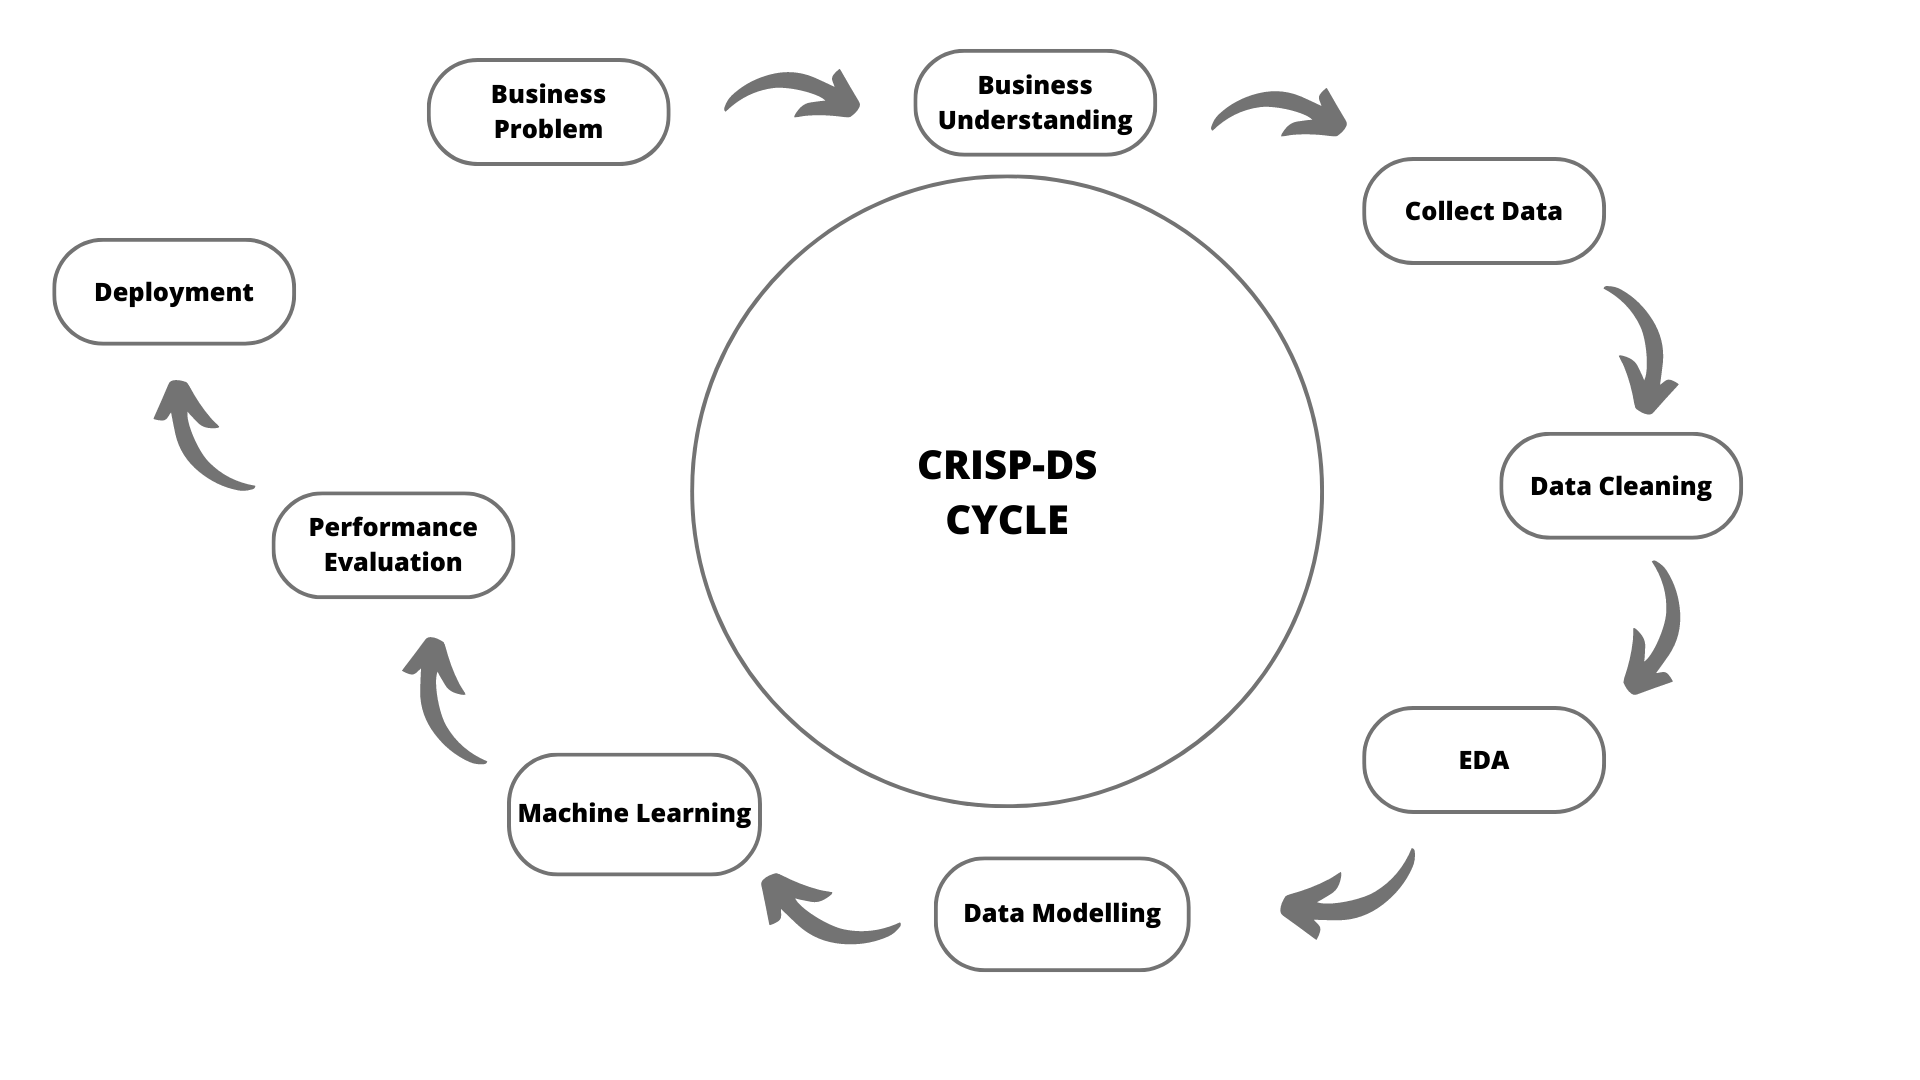 Business
Problem
Business
Understanding
Collect Data
Deployment
CRISP-DS
CYCLE
Data Cleaning
Performance
Evaluation
EDA
Machine Learning
Data Modelling